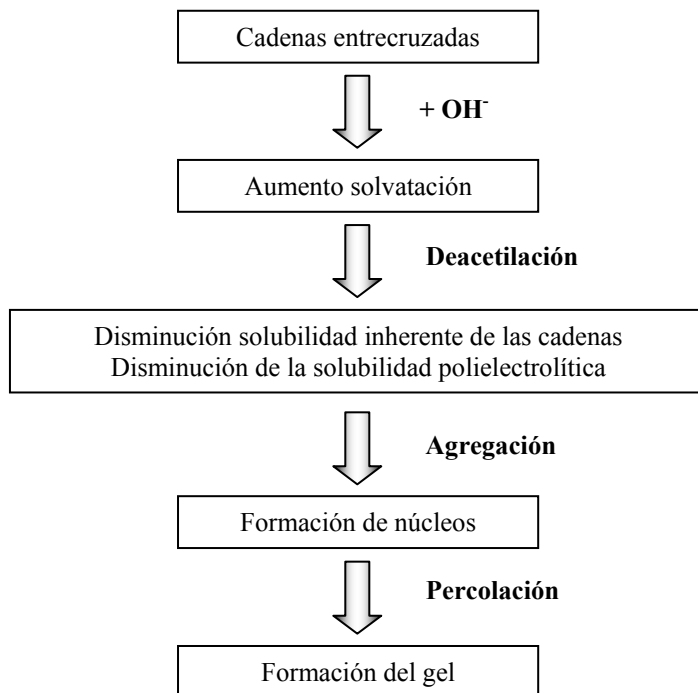 Cadenas entrecruzadas
+ OH⁻
Aumento solvatación
Deacetilación
Disminución solubilidad inherente de las cadenas
Disminución de la solubilidad polielectrolítica
Agregación
Formación de núcleos
Percolación
Formación del gel